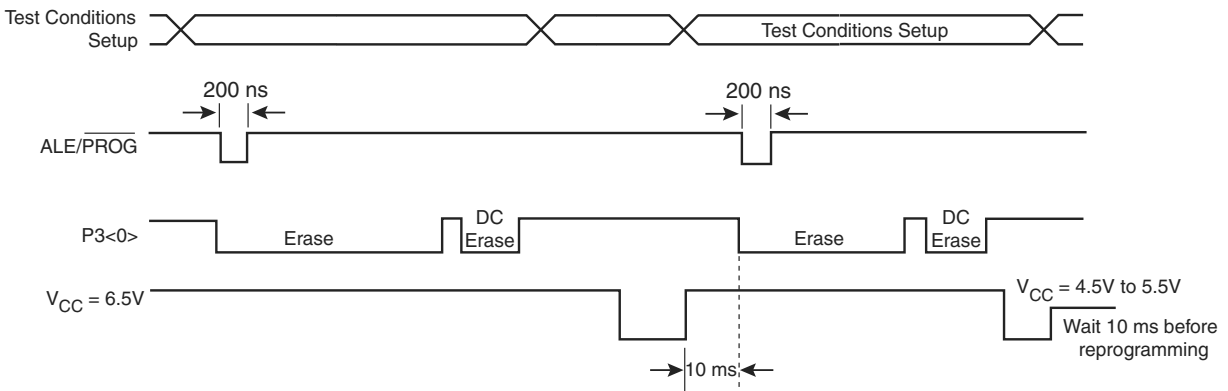 Test Conditions
Setup
Test Conditions Setup
200 ns
200 ns
ALE/PROG
P3<0>
Erase
DC
Erase
Erase
DC
Erase
VCC = 6.5V
VCC = 4.5V to 5.5V
Wait 10 ms before
reprogramming
10 ms